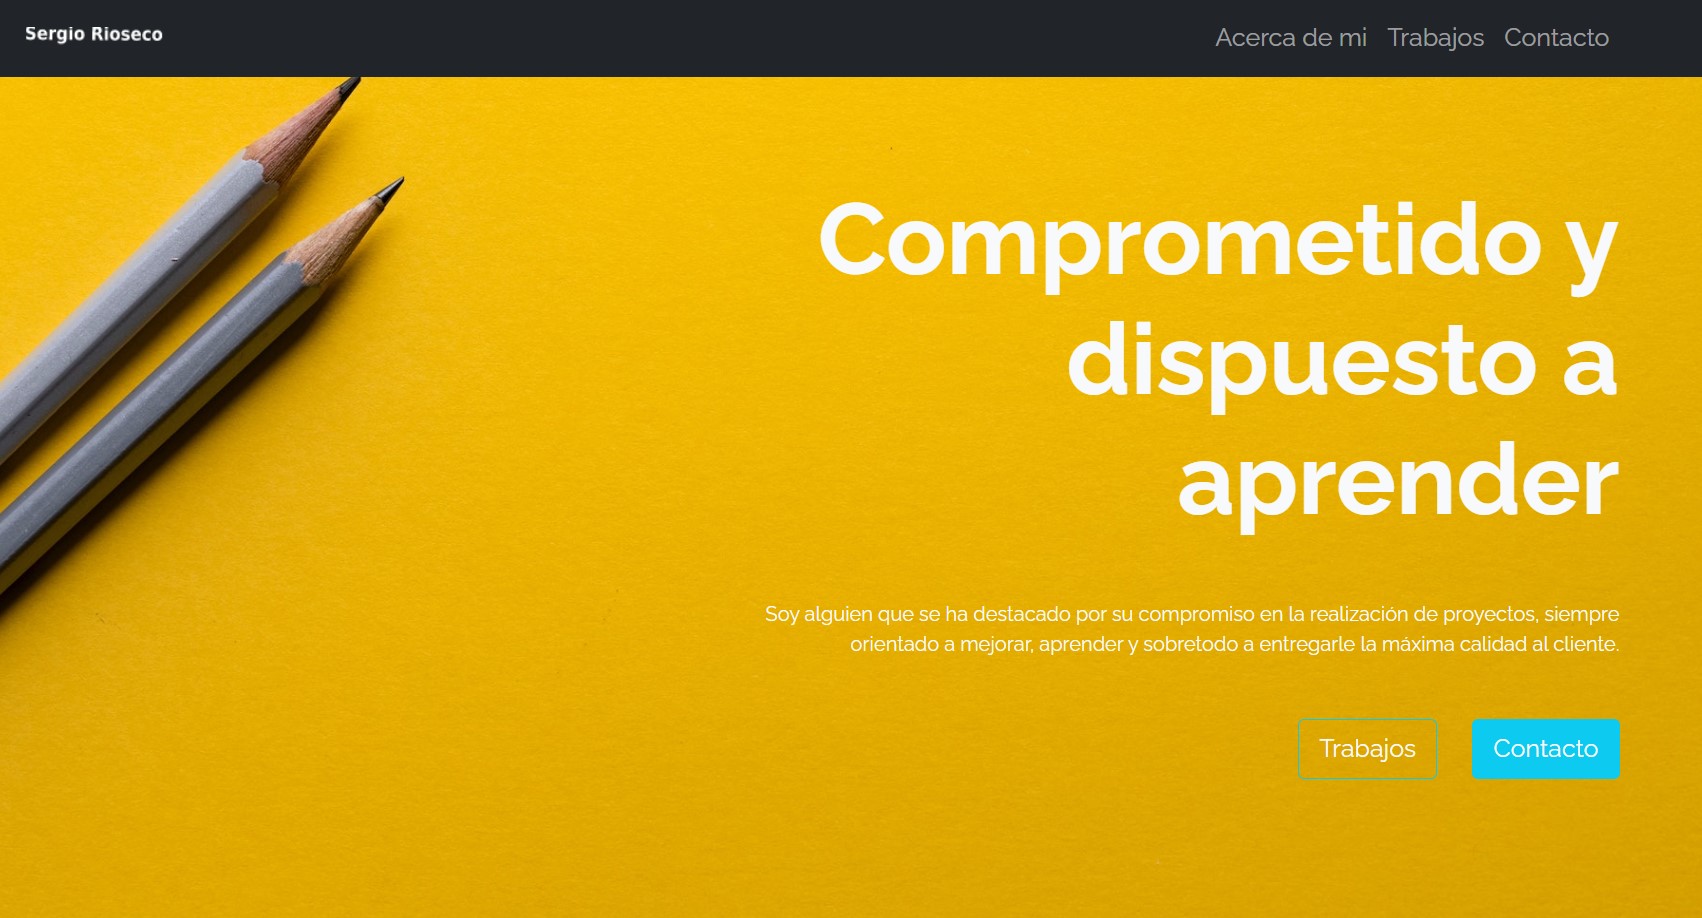 Sergio Rioseco
Acerca de mi
Trabajos
Contacto
Comprometido y
dispuesto a
aprender
Soy alguien que se ha destacado por su compromiso en la realización de proyectos, siempre
orientado a mejorar, aprender y sobretodo a entregarle la máxima calidad al cliente.
Trabajos
Contacto